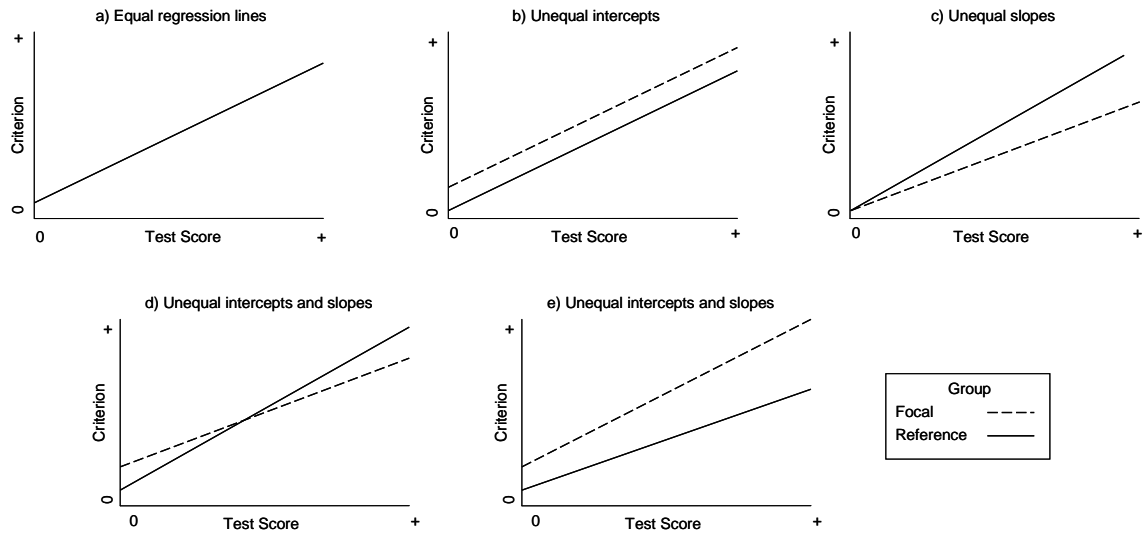 a) Equal regression lines
+
Criterion
0
0
Test Score
+
b) Unequal intercepts
+
Criterion
0
0
Test Score
+
c) Unequal slopes
+
Criterion
0
0
Test Score
+
d) Unequal intercepts and slopes
+
Criterion
0
0
Test Score
+
e) Unequal intercepts and slopes
+
Criterion
0
0
Test Score
+
Group
Focal
Reference